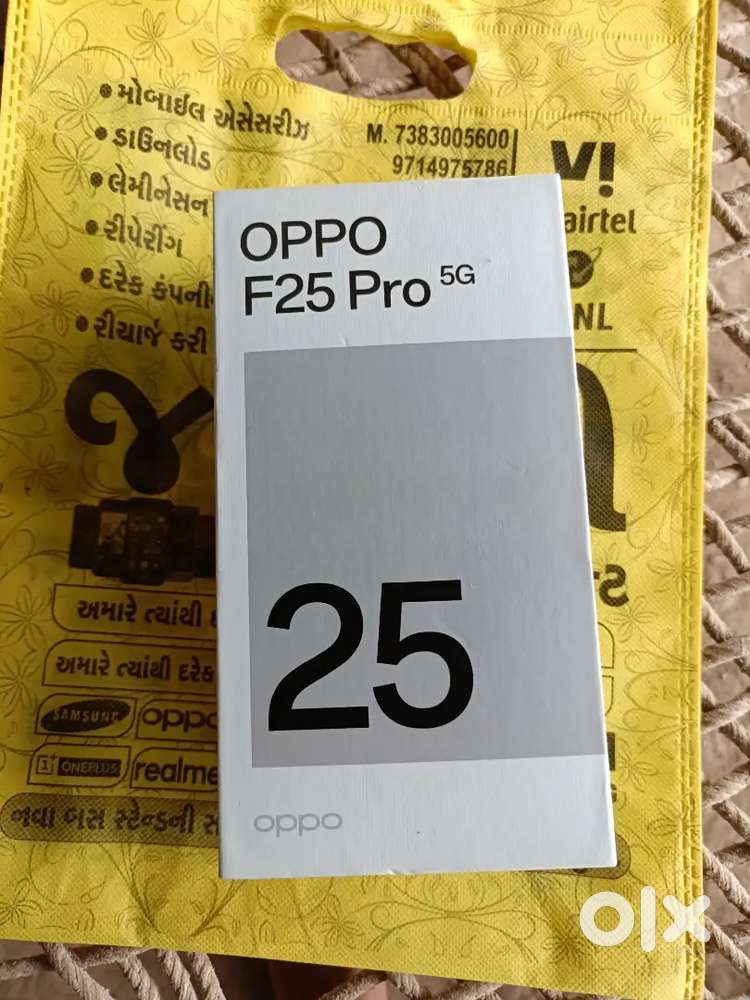 • મોબાઈલ એસેસરીઝ
• ડાઉનલોડ
• લેમીનેસન
• રીપેરીંગ
• દરેક
• રીચાર્જ કરી
M. 7383005600
9714975786
VI
airtel
NL
OPPO
F25 Pro 5G
25
oppo
અમારે ત્યાંથી
અમારે ત્યાંથી દરેક
SAMSUNG
oppo
1+ ONEPLUS
realme
નવા બસ સ્ટેન્ડની
olx